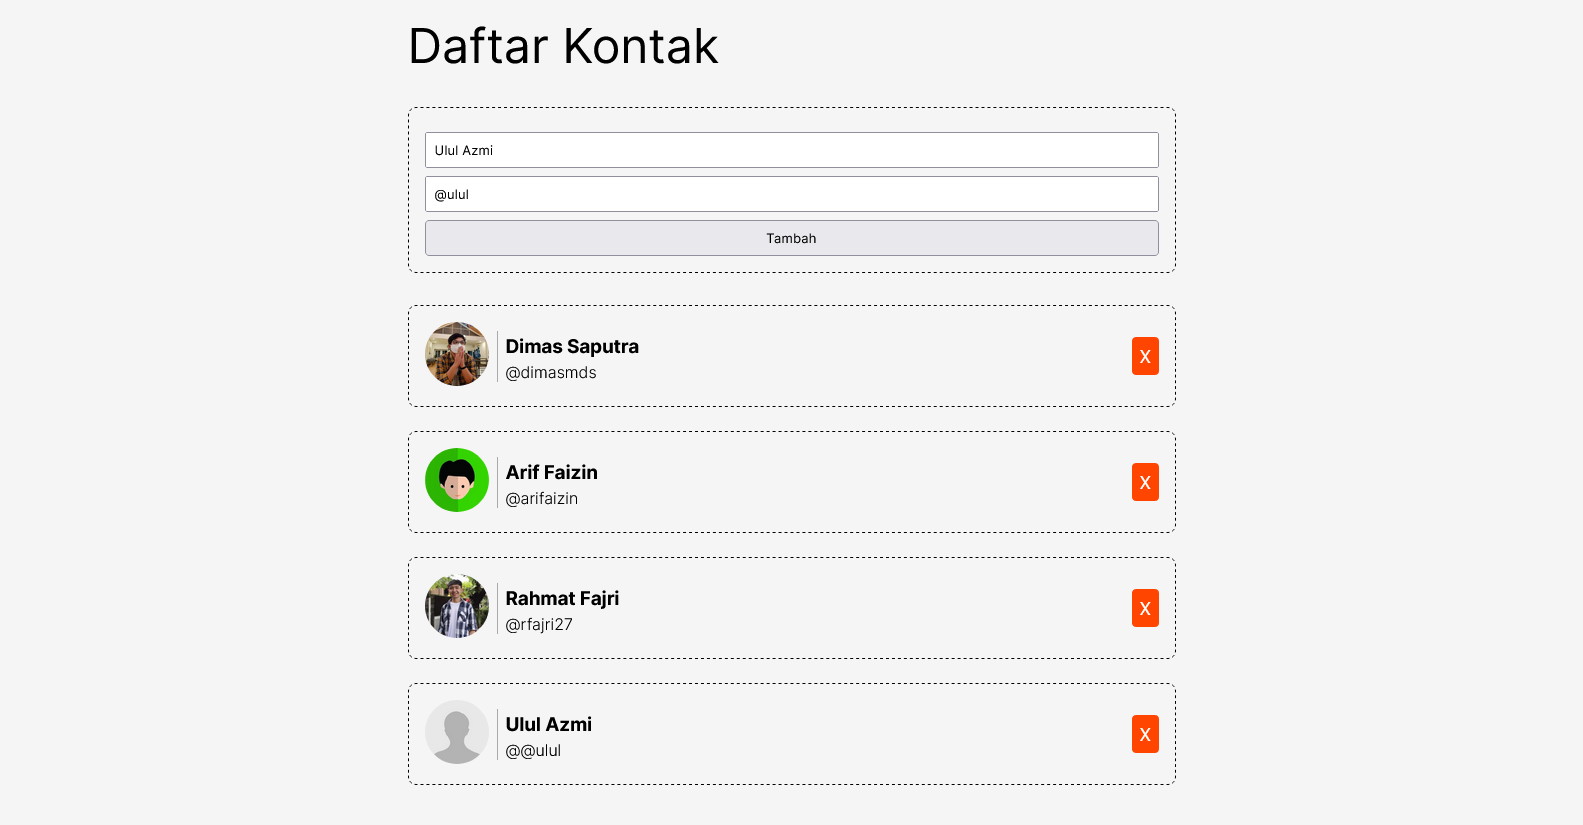 Daftar Kontak
Ulul Azmi
@ulul
Tambah
Dimas Saputra
@dimasmds
X
Arif Faizin
@arifaizin
X
Rahmat Fajri
@rfajri27
X
Ulul Azmi
@@ulul
X